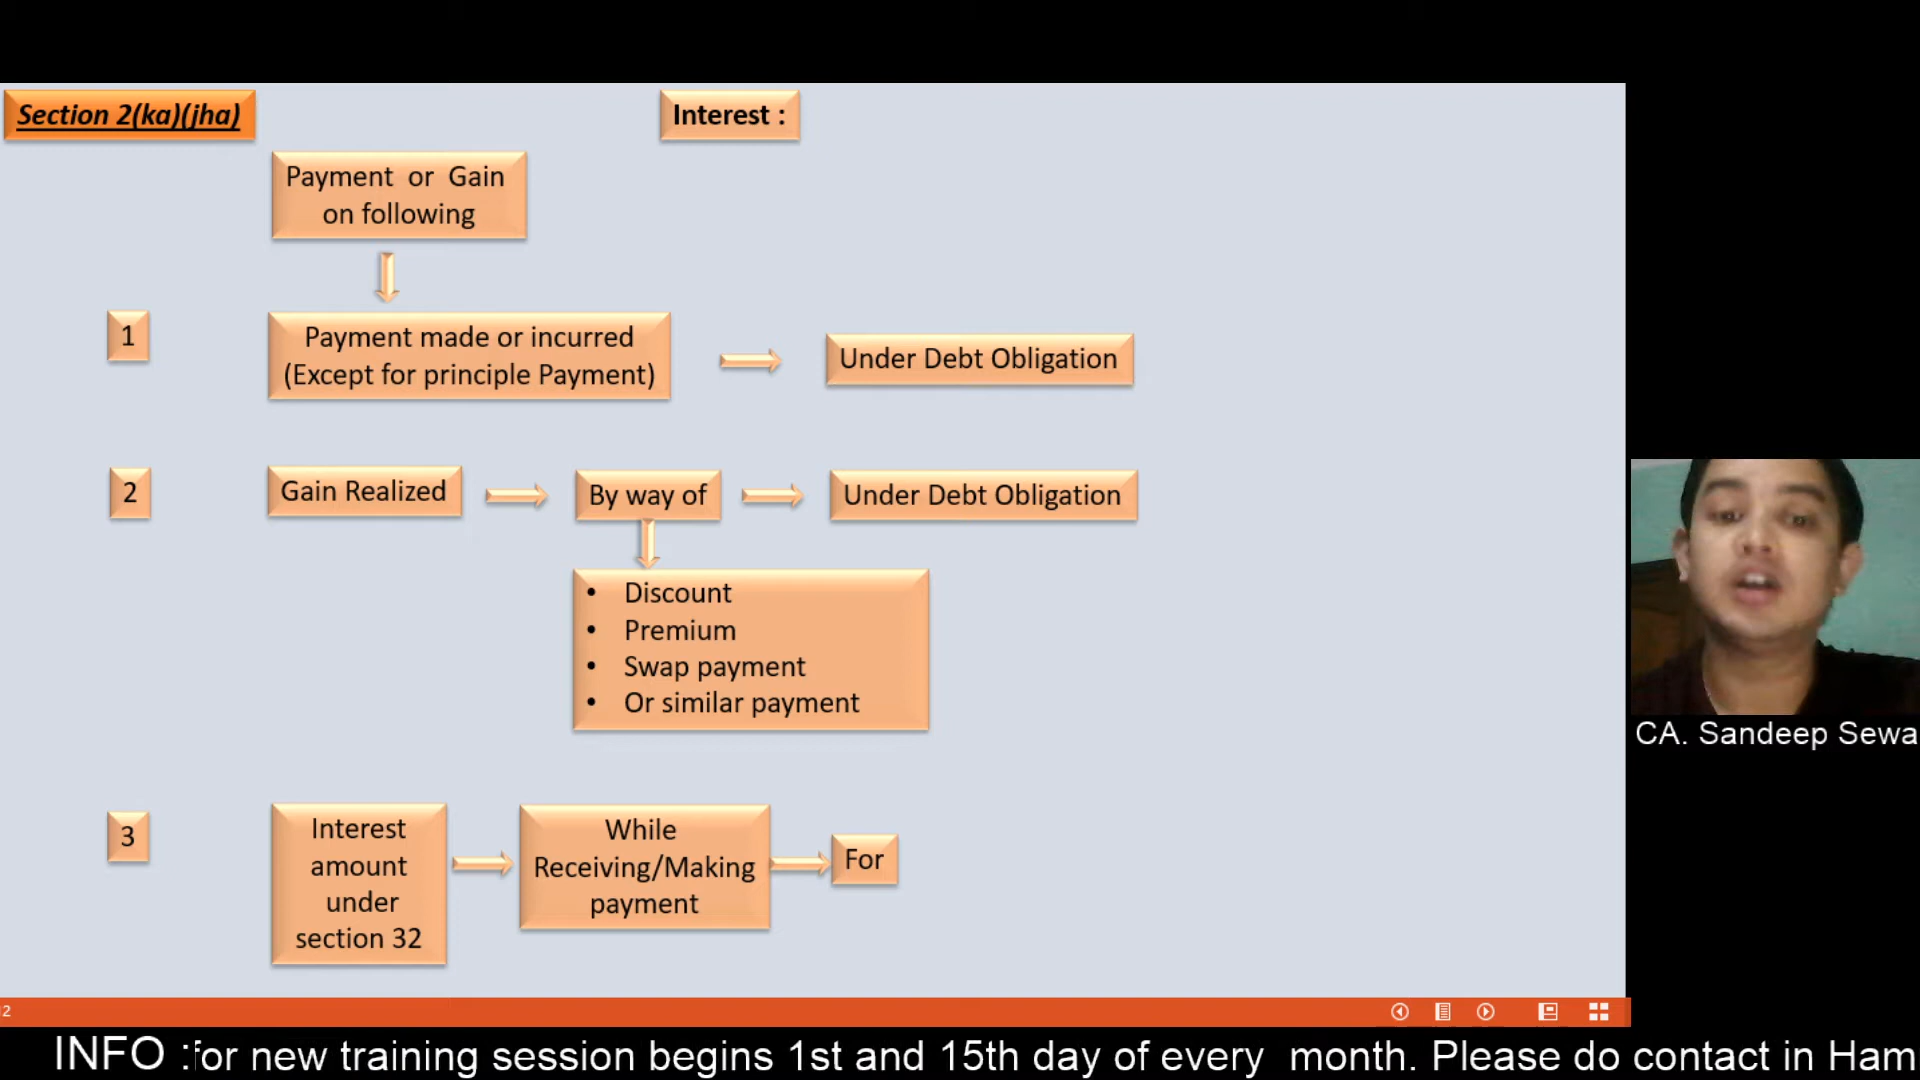 Section 2(ka)(jha)
Interest :
Payment or Gain
on following
1
Payment made or incurred
(Except for principle Payment)
Under Debt Obligation
2
Gain Realized
By way of
Under Debt Obligation
• Discount
• Premium
• Swap payment
• Or similar payment
3
Interest
amount
under
section 32
While
Receiving/Making
payment
For
CA. Sandeep Sewa
INFO :for new training session begins 1st and 15th day of every month. Please do contact in Ham